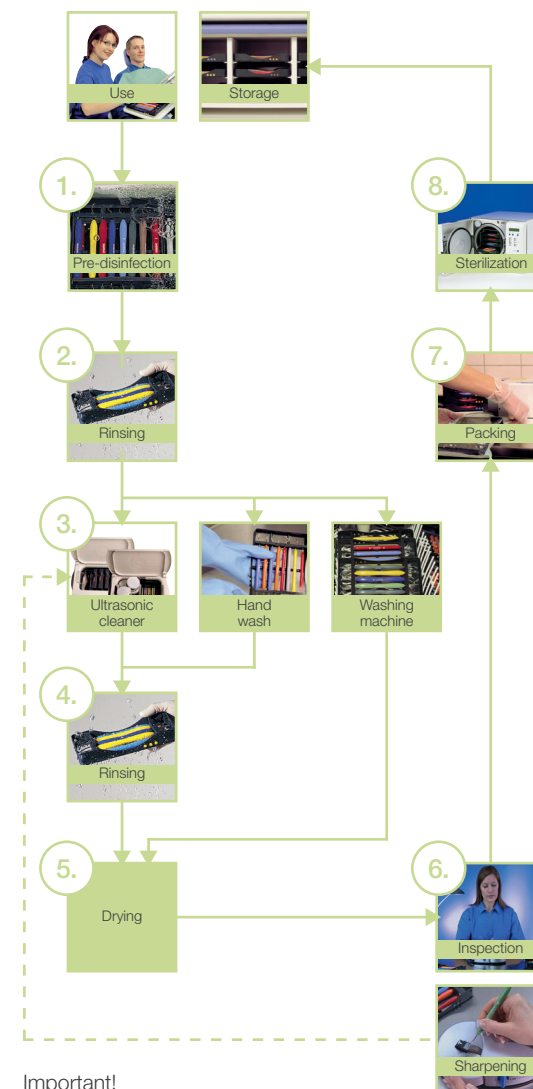 Use
Storage
1.
Pre-disinfection
8.
Sterilization
2.
Rinsing
7.
Packing
3.
Ultrasonic
cleaner
Hand
wash
Washing
machine
4.
Rinsing
5.
Drying
6.
Inspection
Sharpening
Important!